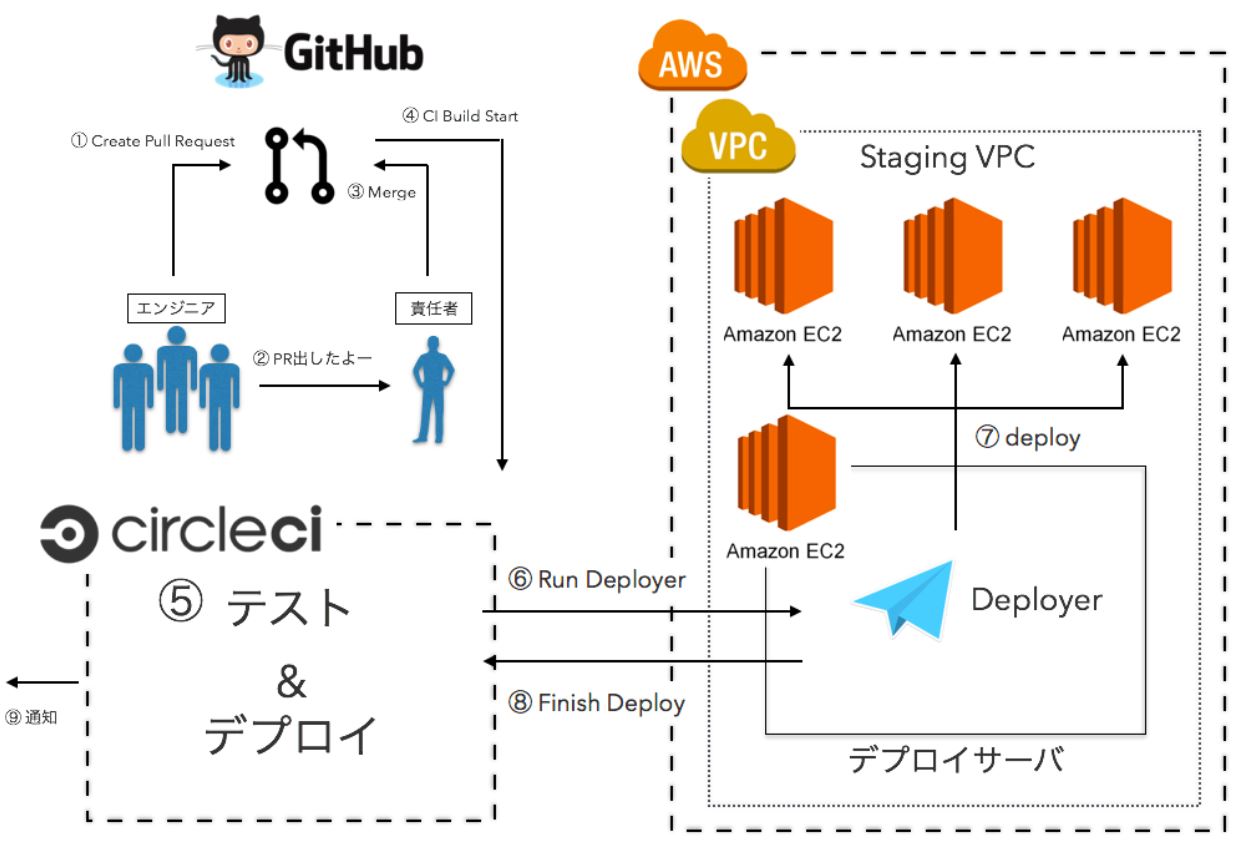 GitHub
④ CI Build Start
① Create Pull Request
③ Merge
エンジニア
責任者
② PR出したよー
circleci
⑤ テスト
&
デプロイ
⑨ 通知
⑥ Run Deployer
⑧ Finish Deploy
AWS
VPC
Staging VPC
Amazon EC2
Amazon EC2
Amazon EC2
⑦ deploy
Amazon EC2
Deployer
デプロイサーバ